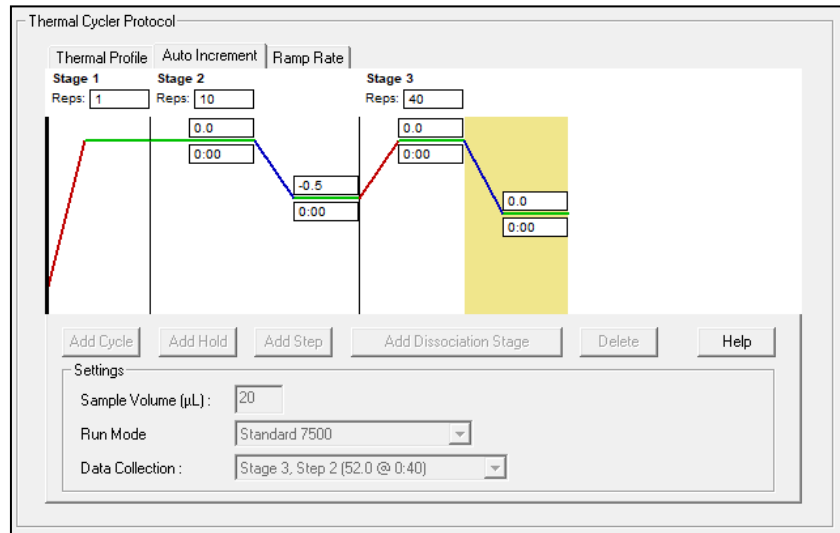 Thermal Cycler Protocol
Thermal Profile Auto Increment Ramp Rate
Stage 1 Stage 2 Stage 3
Reps: 1 Reps: 10 Reps: 40
0.0 0.0
0:00 0:00
-0.5 0.0
0:00 0:00
Add Cycle Add Hold Add Step Add Dissociation Stage Delete Help
Settings
Sample Volume (µL) : 20
Run Mode Standard 7500
Data Collection : Stage 3, Step 2 (52.0 @ 0:40)